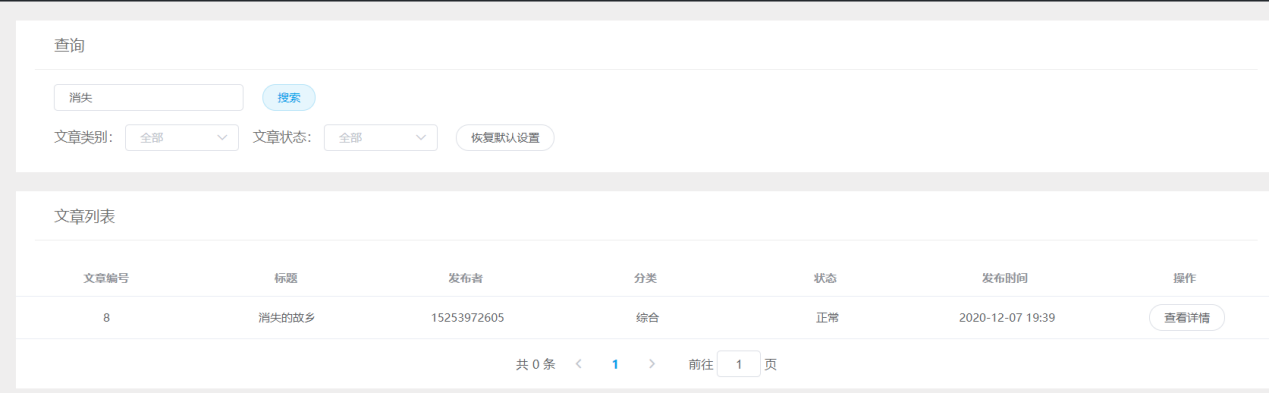 查询
消失 搜索
文章类别: 全部 文章状态: 全部 恢复默认设置
文章列表
文章编号 标题 发布者 分类 状态 发布时间 操作
8 消失的故乡 15253972605 综合 正常 2020-12-07 19:39 查看详情
共 0 条 1 前往 1 页